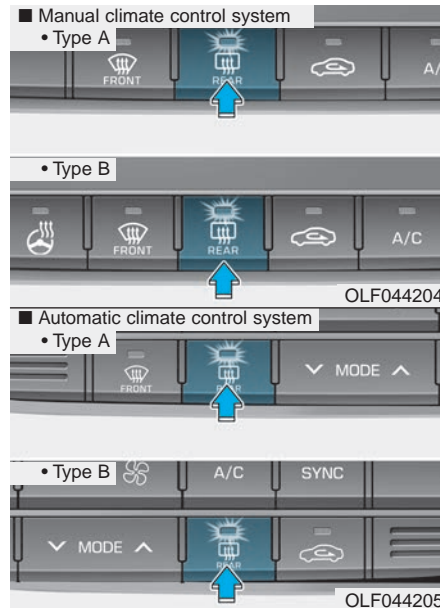 ■ Manual climate control system
• Type A
FRONT
REAR
• Type B
FRONT
REAR
A/C
OLF044204
■ Automatic climate control system
• Type A
FRONT
REAR
MODE
• Type B
A/C
SYNC
MODE
REAR
OLF044205